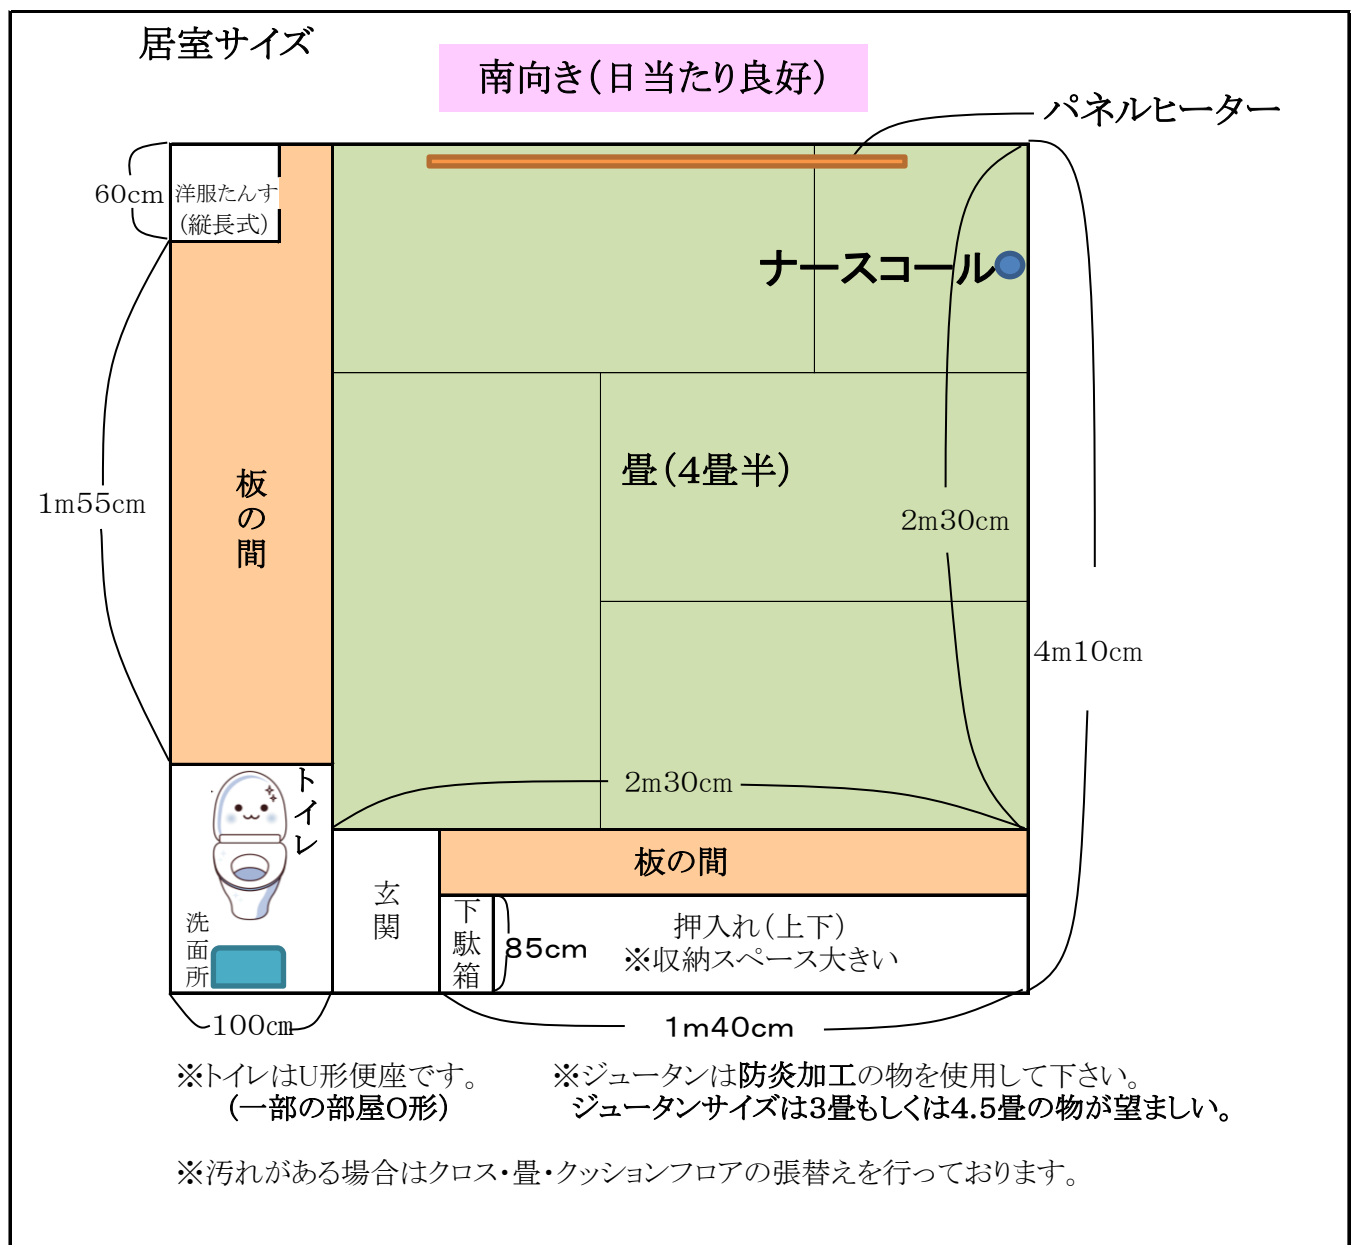 居室サイズ
南向き(日当たり良好)
パネルヒーター
60cm
洋服たんす
(縦長式)
ナースコール
畳(4畳半)
板の間
1m55cm
2m30cm
4m10cm
2m30cm
トイレ
板の間
玄関
洗面所
下駄箱
85cm
押入れ(上下)
※収納スペース大きい
100㎝
1m40cm
※トイレはU形便座です。
(一部の部屋O形)
※ジュータンは防炎加工の物を使用して下さい。
ジュータンサイズは3畳もしくは4.5畳の物が望ましい。
※汚れがある場合はクロス・畳・クッションフロアの張替えを行っております。